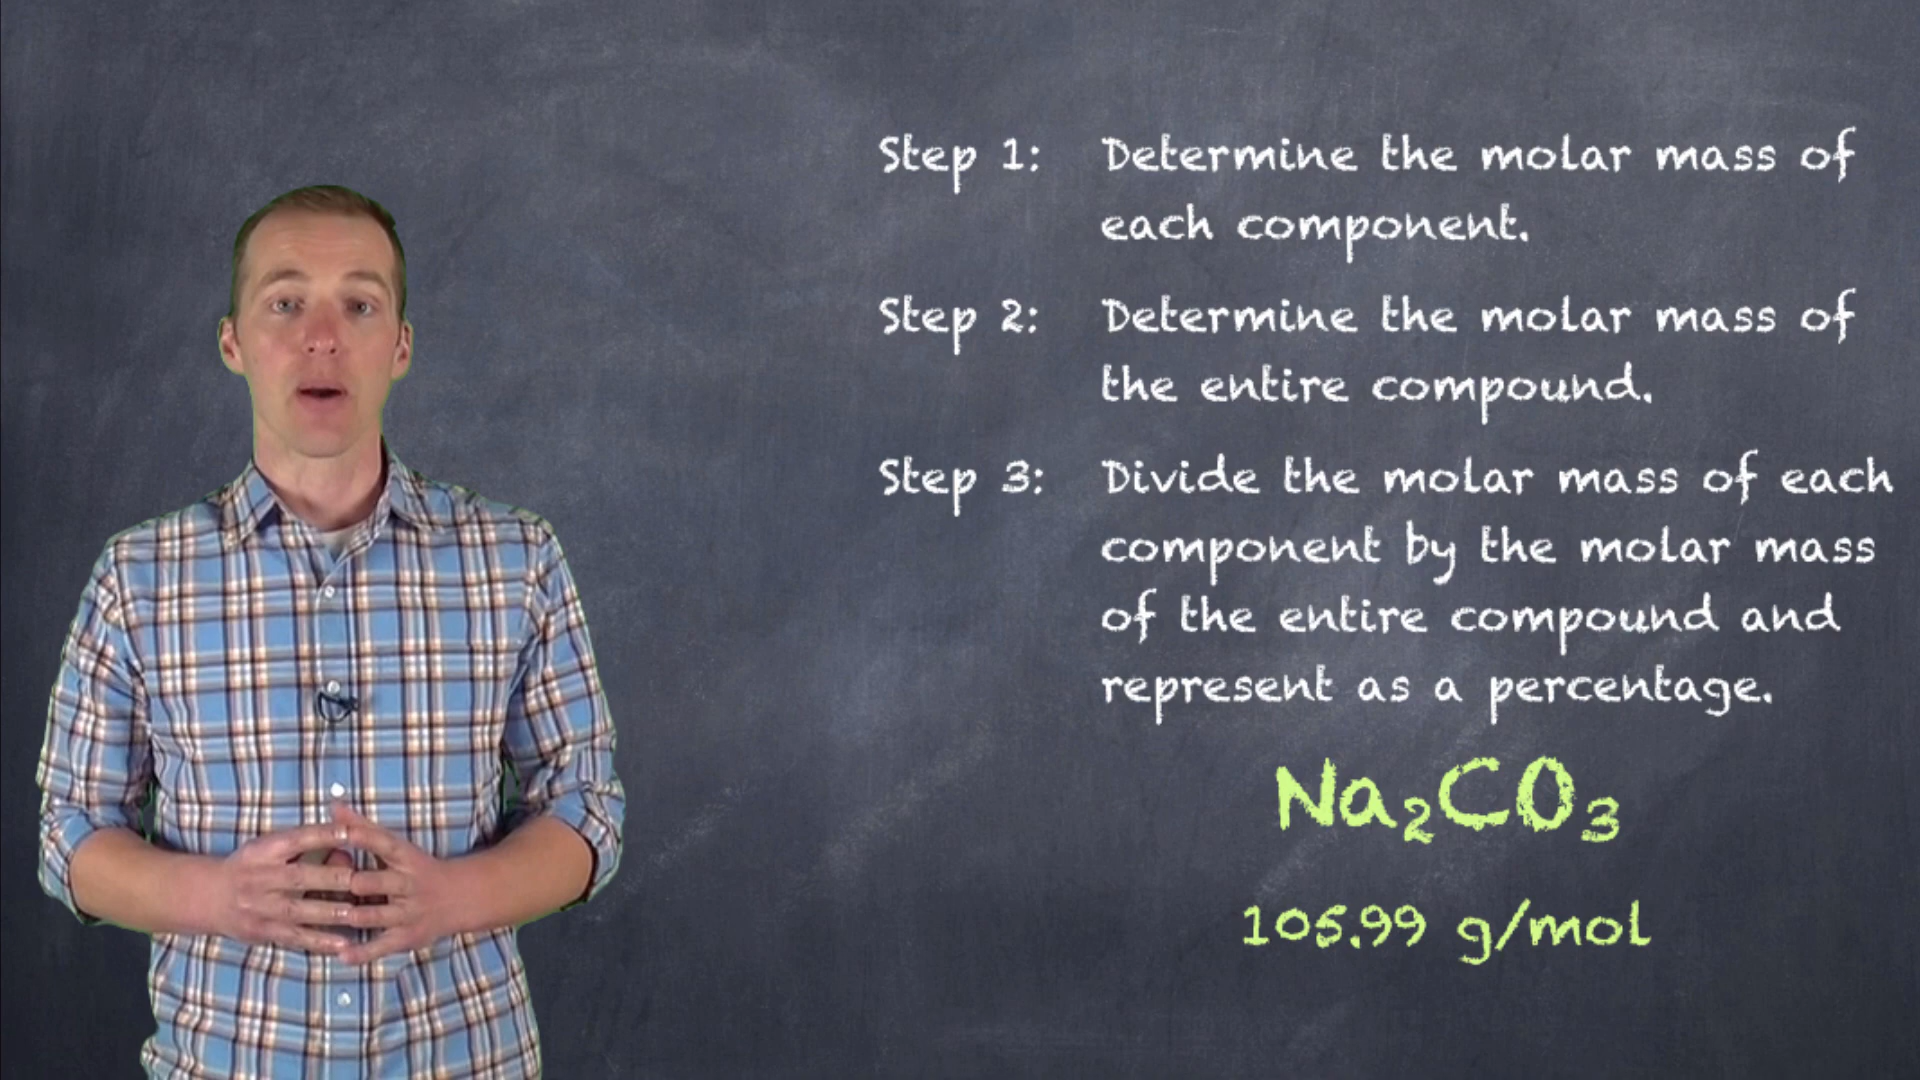 Step 1: Determine the molar mass of
each component.
Step 2: Determine the molar mass of
the entire compound.
Step 3: Divide the molar mass of each
component by the molar mass
of the entire compound and
represent as a percentage.
Na₂CO₃
105.99 g/mol